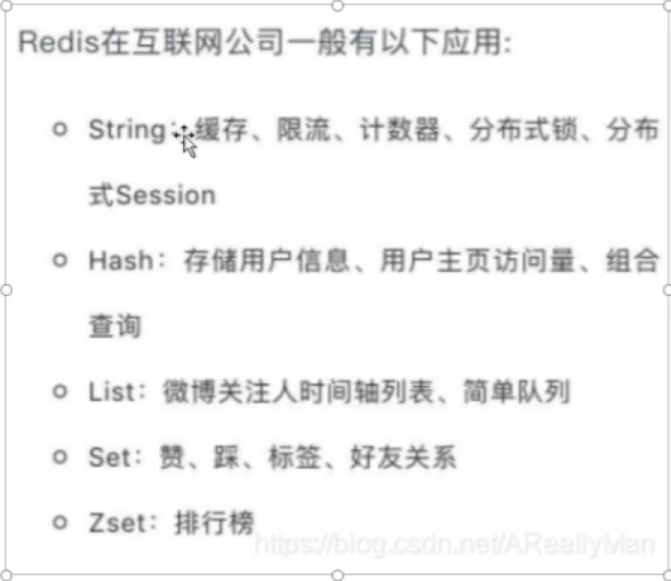 Redis在互联网公司一般有以下应用:
String: 缓存、限流、计数器、分布式锁、分布
式Session
Hash：存储用户信息、用户主页访问量、组合
查询
List：微博关注人时间轴列表、简单队列
Set：赞、踩、标签、好友关系
Zset：排行榜
https://blog.csdn.net/AReallyMan